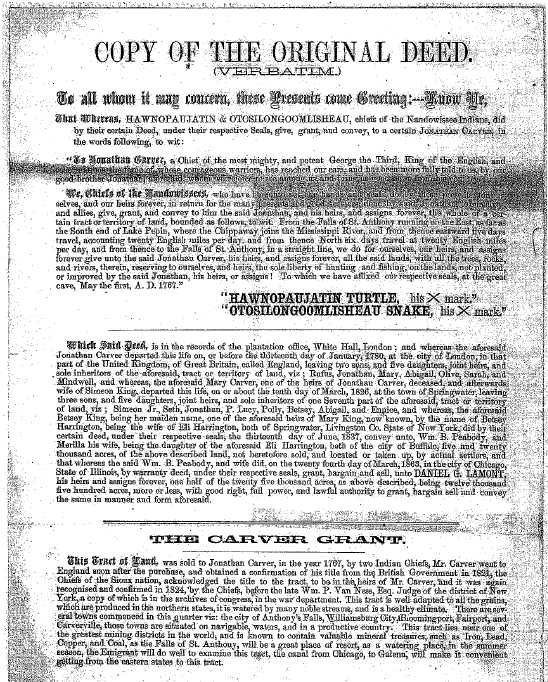 COPY OF THE ORIGINAL DEED.
(VERBATIM.)
To all whom it may concern, these Presents come Greeting:—Know Ye,
That Whereas, HAWNOPAUJATIN & OTOSILONGOOMLISHEAU, chiefs of the Nandowissies Indians, did
by their certain Deed, under their respective Seals, give, grant, and convey, to a certain JONATHAN CARVER, in
the words following, to wit:
"To Jonathan Carver, a Chief of the most mighty, and potent George the Third, King of the English, and
other nations, the fame of whose courageous warriors, has reached our ears, and has been more fully told us, by our
good brother Jonathan
We, Chiefs of the Nandowissies, who have
selves, and our heirs forever, in return for the many presents
and allies, give, grant, and convey to him the said Jonathan, and his heirs, and assigns forever, the whole of a cer
tain tract or territory of land, bounded as follows, to wit: From the Falls of St. Anthony running
the South end of Lake Pepin, where the Chippaway join the Mississippi River, and from thence eastward five days
travel, accounting twenty English miles per day, and from thence North six days travel at twenty English miles
per day, and from thence to the Falls of St. Anthony, in a straight line, we do for ourselves, our heirs, and assigns
forever give unto the said Jonathan Carver, his heirs, and assigns forever, all the said lands, with all the trees, rocks,
and rivers, therein, reserving to ourselves, and heirs, the sole liberty of hunting and fishing, on the lands, not planted,
or improved by the said Jonathan, his heirs, or assigns! To which we have affixed our respective seals, at the great
cave, May the first, A. D. 1767."
"HAWNOPAUJATIN TURTLE, his X mark."
"OTOSILONGOOMLISHEAU SNAKE, his X mark."
Which Said Deed, is in the records of the plantation office, White Hall, London; and whereas the aforesaid
Jonathan Carver departed this life on, or before the thirteenth day of January, 1780, at the city of London, in that
part of the United Kingdom, of Great Britain, called England, leaving two sons, and five daughters, joint heirs, and
sole inheritors of the aforesaid, tract or territory of land, viz; Rufus, Jonathan, Mary, Abigail, Olive, Sarah, and
Mindwell, and whereas, the aforesaid Mary Carver, one of the heirs of Jonathan Carver, deceased, and afterwards
wife of Simeon King, departed this life, on or about the tenth day of March, 1826, at the town of Springwater, leaving
three sons, and five daughters, joint heirs, and sole inheritors of one Seventh part of the aforesaid, tract or territory
of land, viz; Simeon Jr., Seth, Jonathan, P. Lucy, Polly, Betsey, Abigail, and Eunice, and whereas, the aforesaid
Betsey King, being her maiden name, one of the aforesaid heirs of Mary King, now known, by the name of Betsey
Harrington, being the wife of Eli Harrington, both of Springwater, Livingston Co. State of New York, did by their
certain deed, under their respective seals, the thirteenth day of June, 1837, convey unto, Wm. B. Peabody, and
Merilla his wife, being the daughter of the aforesaid Eli Harrington, both of the city of Buffalo, five and twenty
thousand acres, of the above described land, not heretofore sold, and located or taken up, by actual settlers, and
that whereas the said Wm. B. Peabody, and wife did, on the twenty fourth day of March, 1863, in the city of Chicago,
State of Illinois, by warranty deed, under their respective seals, grant, bargain and sell, unto DANIEL G. LAMONT,
his heirs and assigns forever, one half of the twenty five thousand acres, as above described, being twelve thousand
five hundred acres, more or less, with good right, full power, and lawful authority to grant, bargain sell and convey
the same in manner and form aforesaid.
THE CARVER GRANT.
This Tract of Land, was sold to Jonathan Carver, in the year 1767, by two Indian Chiefs, Mr. Carver went to
England soon after the purchase, and obtained a confirmation of his title from the British Government in 1821, the
Chiefs of the Sioux nation, acknowledged the title to the tract, to be in the heirs of Mr. Carver, and it was again
recognised and confirmed in 1824, by the Chiefs, before the late Wm. P. Van Ness, Esq. Judge of the district of New
York, a copy of which is in the archives of congress, in the war department. This tract is well adapted to all the grains,
which are produced in the northern states, it is watered by many noble streams, and is a healthy climate. There are sev-
eral towns commenced in this quarter viz: the city of Anthony's Falls, Williamsburg City, Bloomingport, Fairport, and
Carverville, those towns are situated on navigable, waters, and in a productive country. This tract lies near one of
the greatest mining districts in the world, and is known to contain valuable mineral treasures, such as Iron, Lead,
Copper, and Coal, as the Falls of St. Anthony, will be a great place of resort, as a watering place, in the summer
season, the Emigrant will do well to examine this tract, the canal from Chicago, to Galena, will make it convenient
getting from the eastern states to this tract.